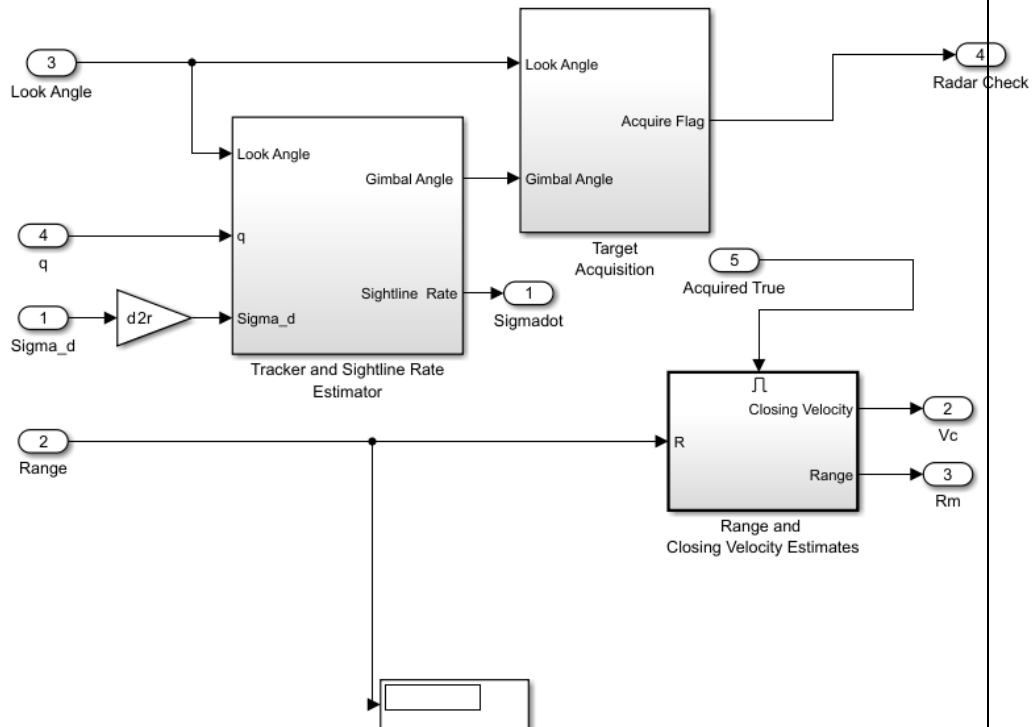 3
Look Angle
Look Angle
Acquire Flag
Gimbal Angle
Target
Acquisition
4
Radar Check
Look Angle
Gimbal Angle
q
Sightline Rate
Sigma_d
Tracker and Sightline Rate
Estimator
4
q
1
Sigma_d
d2r
1
Sigmadot
5
Acquired True
2
Range
Closing Velocity
R
Range
Range and
Closing Velocity Estimates
2
Vc
3
Rm